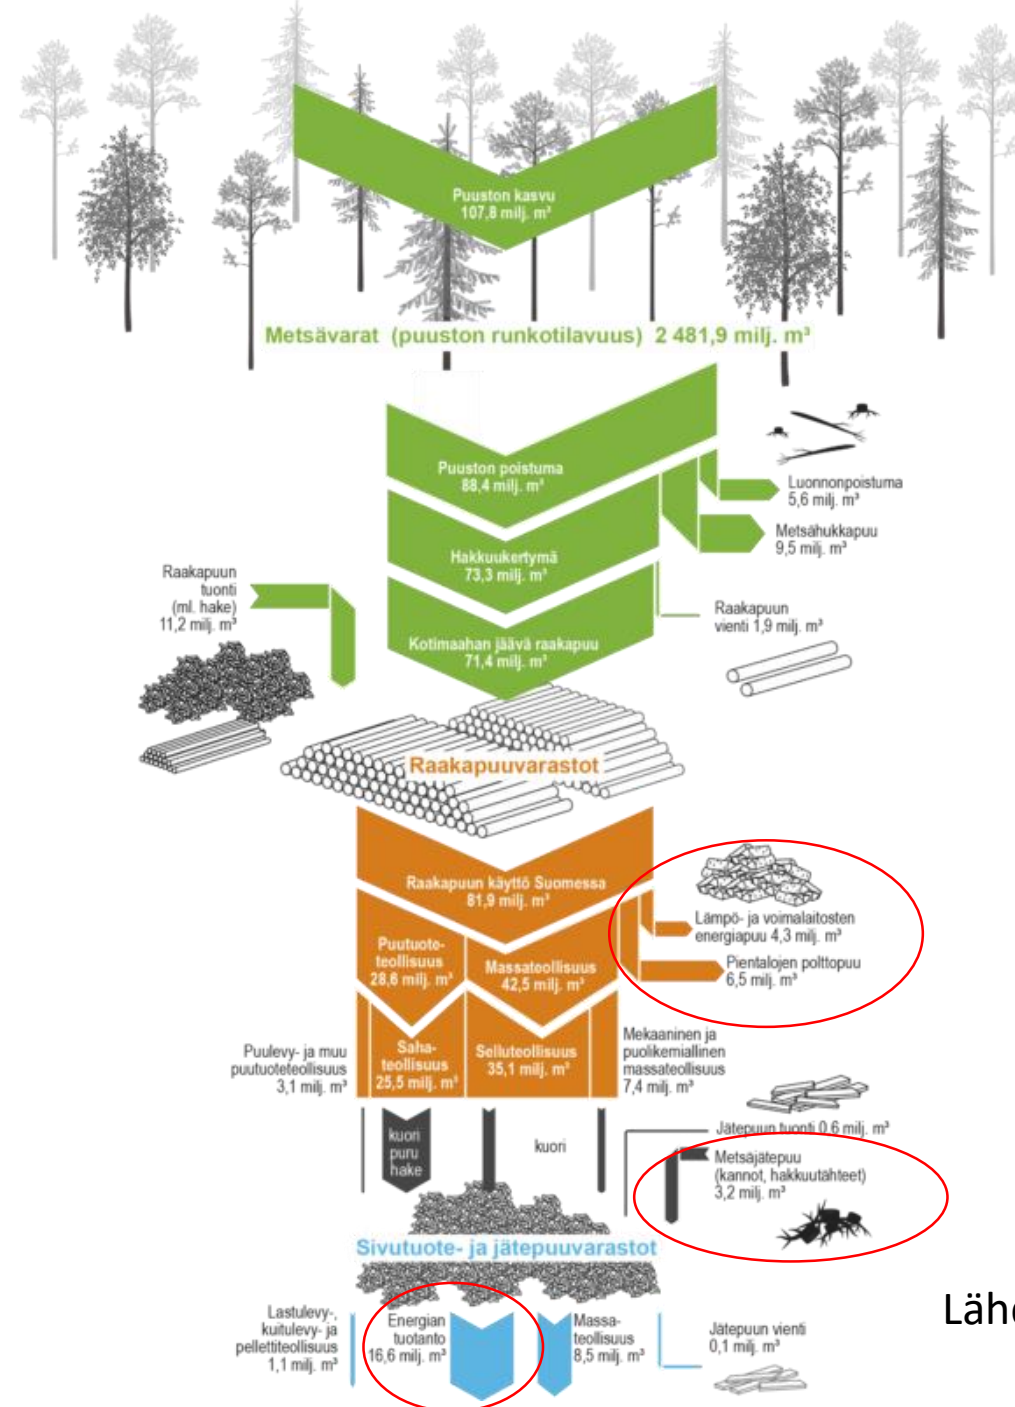 Puuston kasvu
107,8 milj. m³
Metsävarat (puuston runkotilavuus) 2 481,9 milj. m³
Puuston poistuma
88,4 milj. m³
Luonnonpoistuma
5,6 milj. m³
Metsähukkapuu
9,5 milj. m³
Hakkuukertymä
73,3 milj. m³
Raakapuun
tuonti
(ml. hake)
11,2 milj. m³
Raakapuun
vienti 1,9 milj. m³
Kotimaahan jäävä raakapuu
71,4 milj. m³
Raakapuuvarastot
Raakapuun käyttö Suomessa
81,9 milj. m³
Lämpö- ja voimalaitosten
energiapuu 4,3 milj. m³
Pientalojen polttopuu
6,5 milj. m³
Puutuote-
teollisuus
28,6 milj. m³
Massateollisuus
42,5 milj. m³
Puulevy- ja muu
puutuoteteollisuus
3,1 milj. m³
Saha-
teollisuus
25,5 milj. m³
Selluteollisuus
35,1 milj. m³
Mekaaninen ja
puolikemiallinen
massateollisuus
7,4 milj. m³
kuori
puru
hake
kuori
Jätepuun tuonti 0,6 milj. m³
Metsäjätepuu
(kannot, hakkuutähteet)
3,2 milj. m³
Sivutuote- ja jätepuuvarastot
Lastulevy-,
kuitulevy- ja
pellettiteollisuus
1,1 milj. m³
Energian
tuotanto
16,6 milj. m³
Massa-
teollisuus
8,5 milj. m³
Jätepuun vienti
0,1 milj. m³